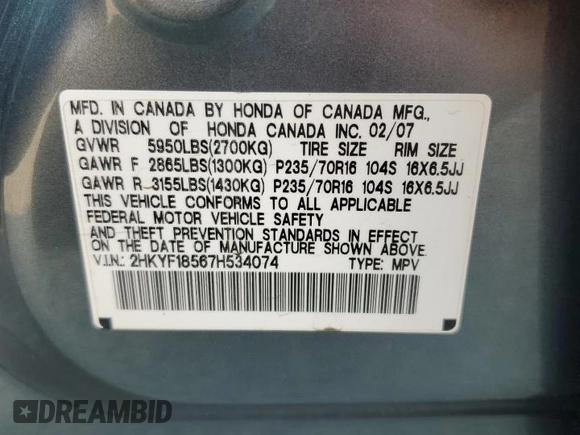 MFD. IN CANADA BY HONDA OF CANADA MFG.,
A DIVISION OF HONDA CANADA INC. 02/07
GVWR 5950LBS(2700KG) TIRE SIZE RIM SIZE
GAWR F 2865LBS(1300KG) P235/70R16 104S 16X6.5JJ
GAWR R 3155LBS(1430KG) P235/70R16 104S 16X6.5JJ
THIS VEHICLE CONFORMS TO ALL APPLICABLE
FEDERAL MOTOR VEHICLE SAFETY
AND THEFT PREVENTION STANDARDS IN EFFECT
ON THE DATE OF MANUFACTURE SHOWN ABOVE.
V.I.N.: 2HKYF18567H534074 TYPE: MPV
DREAMBID